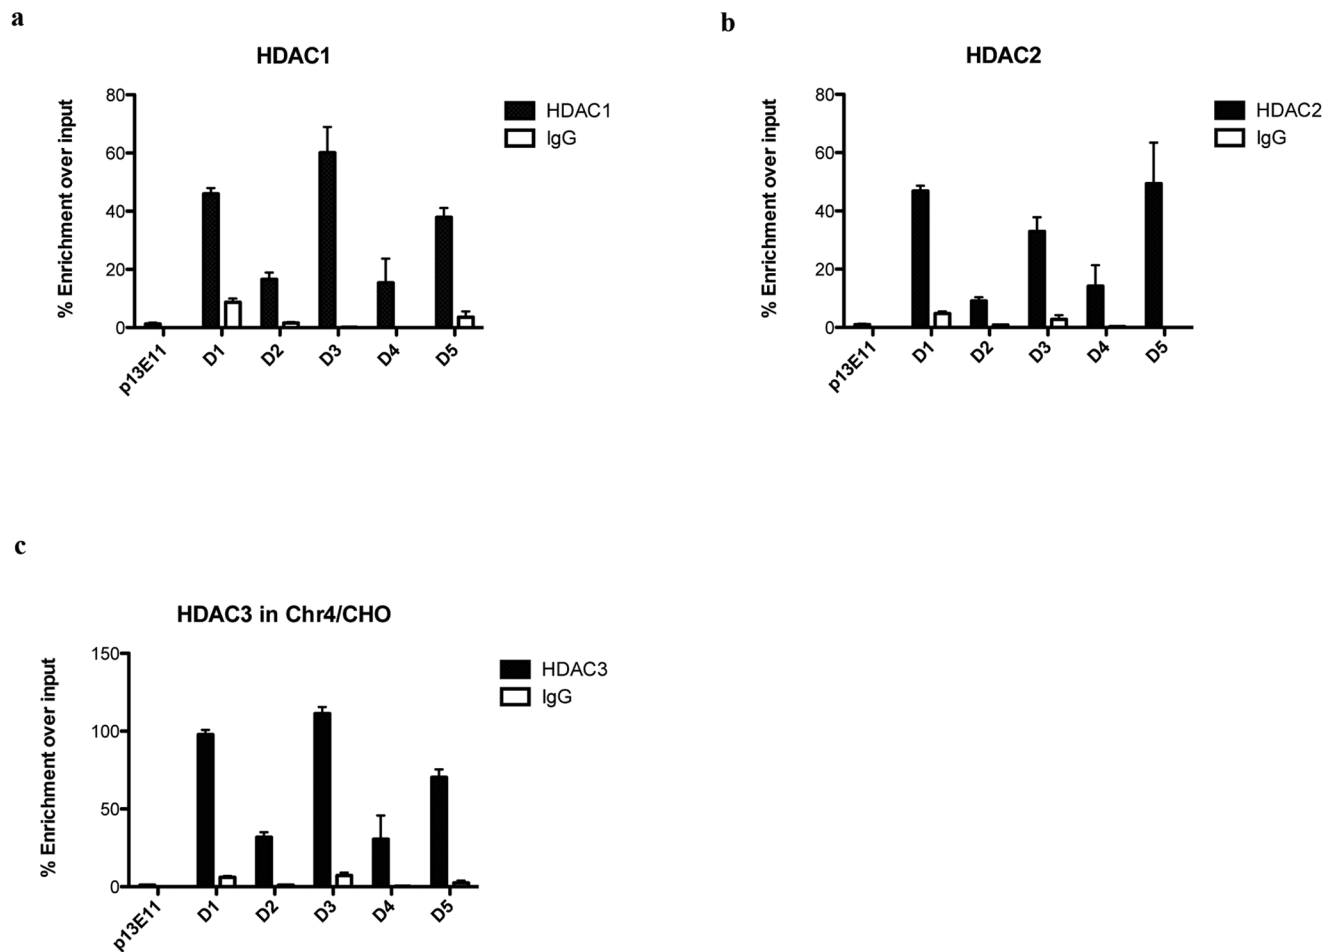 a
HDAC1
% Enrichment over input
80
60
40
20
0
p13E11
D1
D2
D3
D4
D5
HDAC1
IgG
b
HDAC2
% Enrichment over input
80
60
40
20
0
p13E11
D1
D2
D3
D4
D5
HDAC2
IgG
c
HDAC3 in Chr4/CHO
% Enrichment over input
150
100
50
0
p13E11
D1
D2
D3
D4
D5
HDAC3
IgG